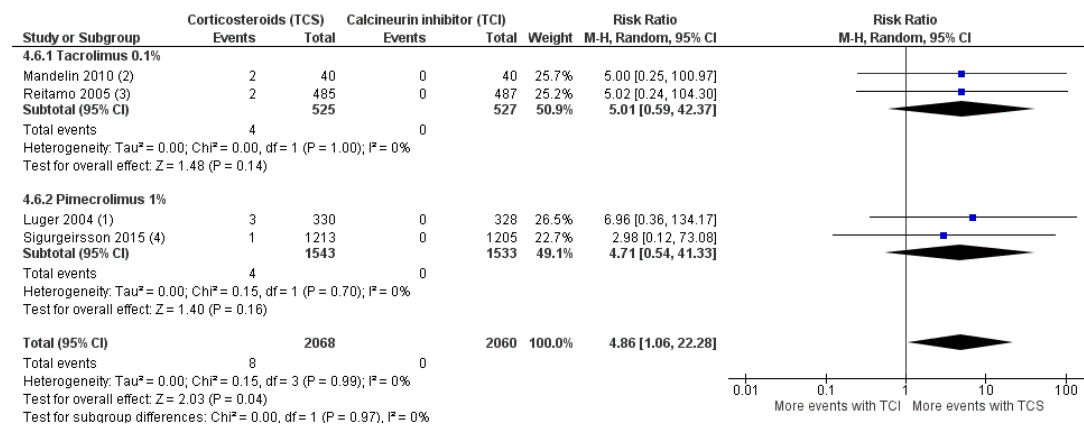 Corticosteroids (TCS) Calcineurin inhibitor (TCI) Risk Ratio Risk Ratio
Study or Subgroup Events Total Events Total Weight M-H, Random, 95% CI M-H, Random, 95% CI
4.6.1 Tacrolimus 0.1%
Mandelin 2010 (2) 2 40 0 40 25.7% 5.00 [0.25, 100.97]
Reitamo 2005 (3) 2 485 0 487 25.2% 5.02 [0.24, 104.30]
Subtotal (95% CI) 525 527 50.9% 5.01 [0.59, 42.37]
Total events 4 0
Heterogeneity: Tau² = 0.00; Chi² = 0.00, df = 1 (P = 1.00); I² = 0%
Test for overall effect: Z = 1.48 (P = 0.14)
4.6.2 Pimecrolimus 1%
Luger 2004 (1) 3 330 0 328 26.5% 6.96 [0.36, 134.17]
Sigurgeirsson 2015 (4) 1 1213 0 1205 22.7% 2.98 [0.12, 73.08]
Subtotal (95% CI) 1543 1533 49.1% 4.71 [0.54, 41.33]
Total events 4 0
Heterogeneity: Tau² = 0.00; Chi² = 0.15, df = 1 (P = 0.70); I² = 0%
Test for overall effect: Z = 1.40 (P = 0.16)
Total (95% CI) 2068 2060 100.0% 4.86 [1.06, 22.28]
Total events 8 0
Heterogeneity: Tau² = 0.00; Chi² = 0.15, df = 3 (P = 0.99); I² = 0%
Test for overall effect: Z = 2.03 (P = 0.04)
Test for subgroup differences: Chi² = 0.00, df = 1 (P = 0.97), I² = 0%
0.01 0.1 1 10 100
More events with TCI More events with TCS